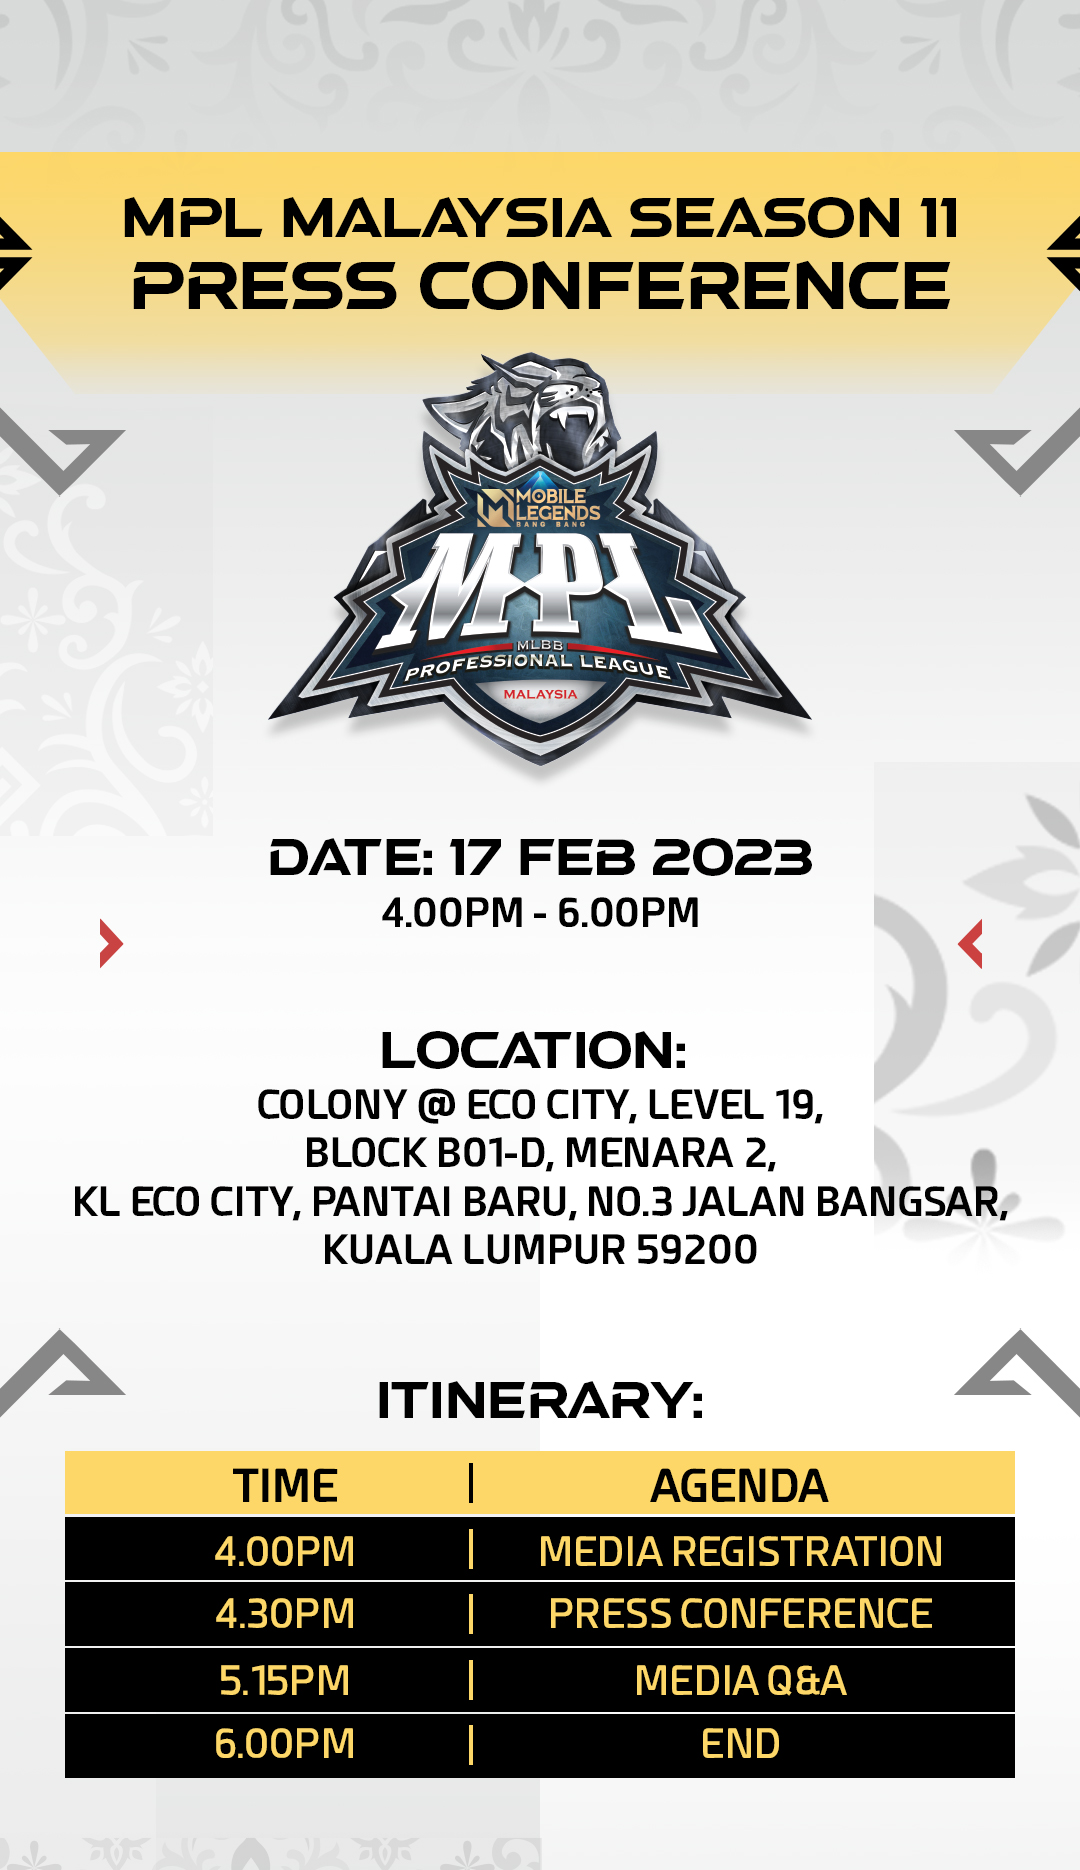 MPL MALAYSIA SEASON 11
PRESS CONFERENCE
MOBILE
LEGENDS
BANG BANG
MPL
MLBB
PROFESSIONAL LEAGUE
MALAYSIA
DATE: 17 FEB 2023
4.00PM - 6.00PM
LOCATION:
COLONY @ ECO CITY, LEVEL 19,
BLOCK B01-D, MENARA 2,
KL ECO CITY, PANTAI BARU, NO.3 JALAN BANGSAR,
KUALA LUMPUR 59200
ITINERARY:
TIME | AGENDA
4.00PM | MEDIA REGISTRATION
4.30PM | PRESS CONFERENCE
5.15PM | MEDIA Q&A
6.00PM | END